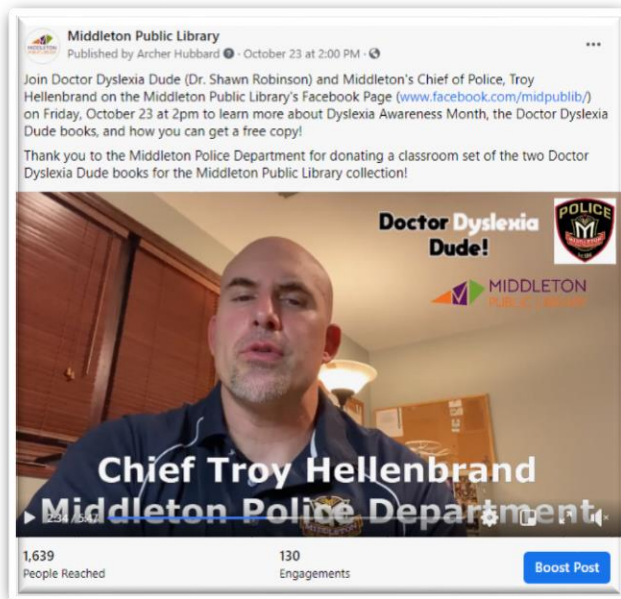 Middleton Public Library
Published by Archer Hubbard · October 23 at 2:00 PM ·
Join Doctor Dyslexia Dude (Dr. Shawn Robinson) and Middleton's Chief of Police, Troy
Hellenbrand on the Middleton Public Library's Facebook Page (www.facebook.com/midpublib/)
on Friday, October 23 at 2pm to learn more about Dyslexia Awareness Month, the Doctor Dyslexia
Dude books, and how you can get a free copy!
Thank you to the Middleton Police Department for donating a classroom set of the two Doctor
Dyslexia Dude books for the Middleton Public Library collection!
Doctor Dyslexia
Dude!
POLICE
MIDDLETON
PUBLIC LIBRARY
Chief Troy Hellenbrand
Middleton Police Department
2:34 / 5:47
MIDDLETON
1,639
People Reached
130
Engagements
Boost Post